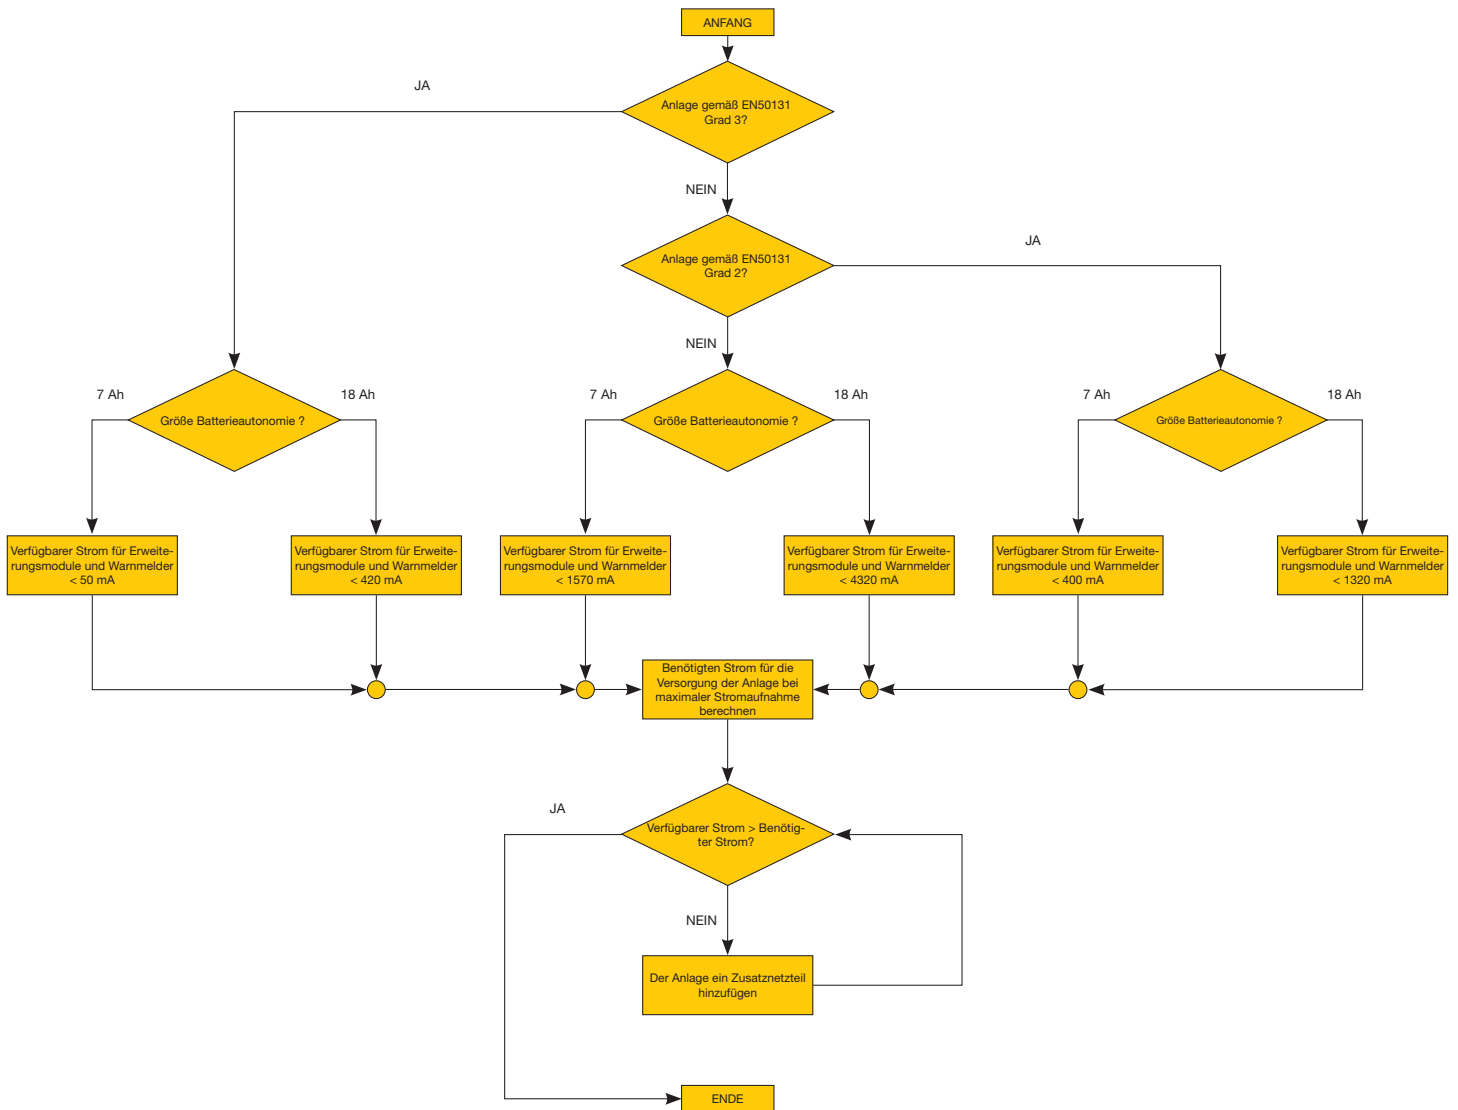 ANFANG
JA
Anlage gemäß EN50131
Grad 3?
NEIN
Anlage gemäß EN50131
Grad 2?
JA
NEIN
7 Ah
Größe Batterieautonomie ?
18 Ah
7 Ah
Größe Batterieautonomie ?
18 Ah
7 Ah
Größe Batterieautonomie ?
18 Ah
Verfügbarer Strom für Erweite-
rungsmodule und Warnmelder
< 50 mA
Verfügbarer Strom für Erweite-
rungsmodule und Warnmelder
< 420 mA
Verfügbarer Strom für Erweite-
rungsmodule und Warnmelder
< 1570 mA
Verfügbarer Strom für Erweite-
rungsmodule und Warnmelder
< 4320 mA
Verfügbarer Strom für Erweite-
rungsmodule und Warnmelder
< 400 mA
Verfügbarer Strom für Erweite-
rungsmodule und Warnmelder
< 1320 mA
Benötigten Strom für die
Versorgung der Anlage bei
maximaler Stromaufnahme
berechnen
JA
Verfügbarer Strom > Benötig-
ter Strom?
NEIN
Der Anlage ein Zusatznetzteil
hinzufügen
ENDE